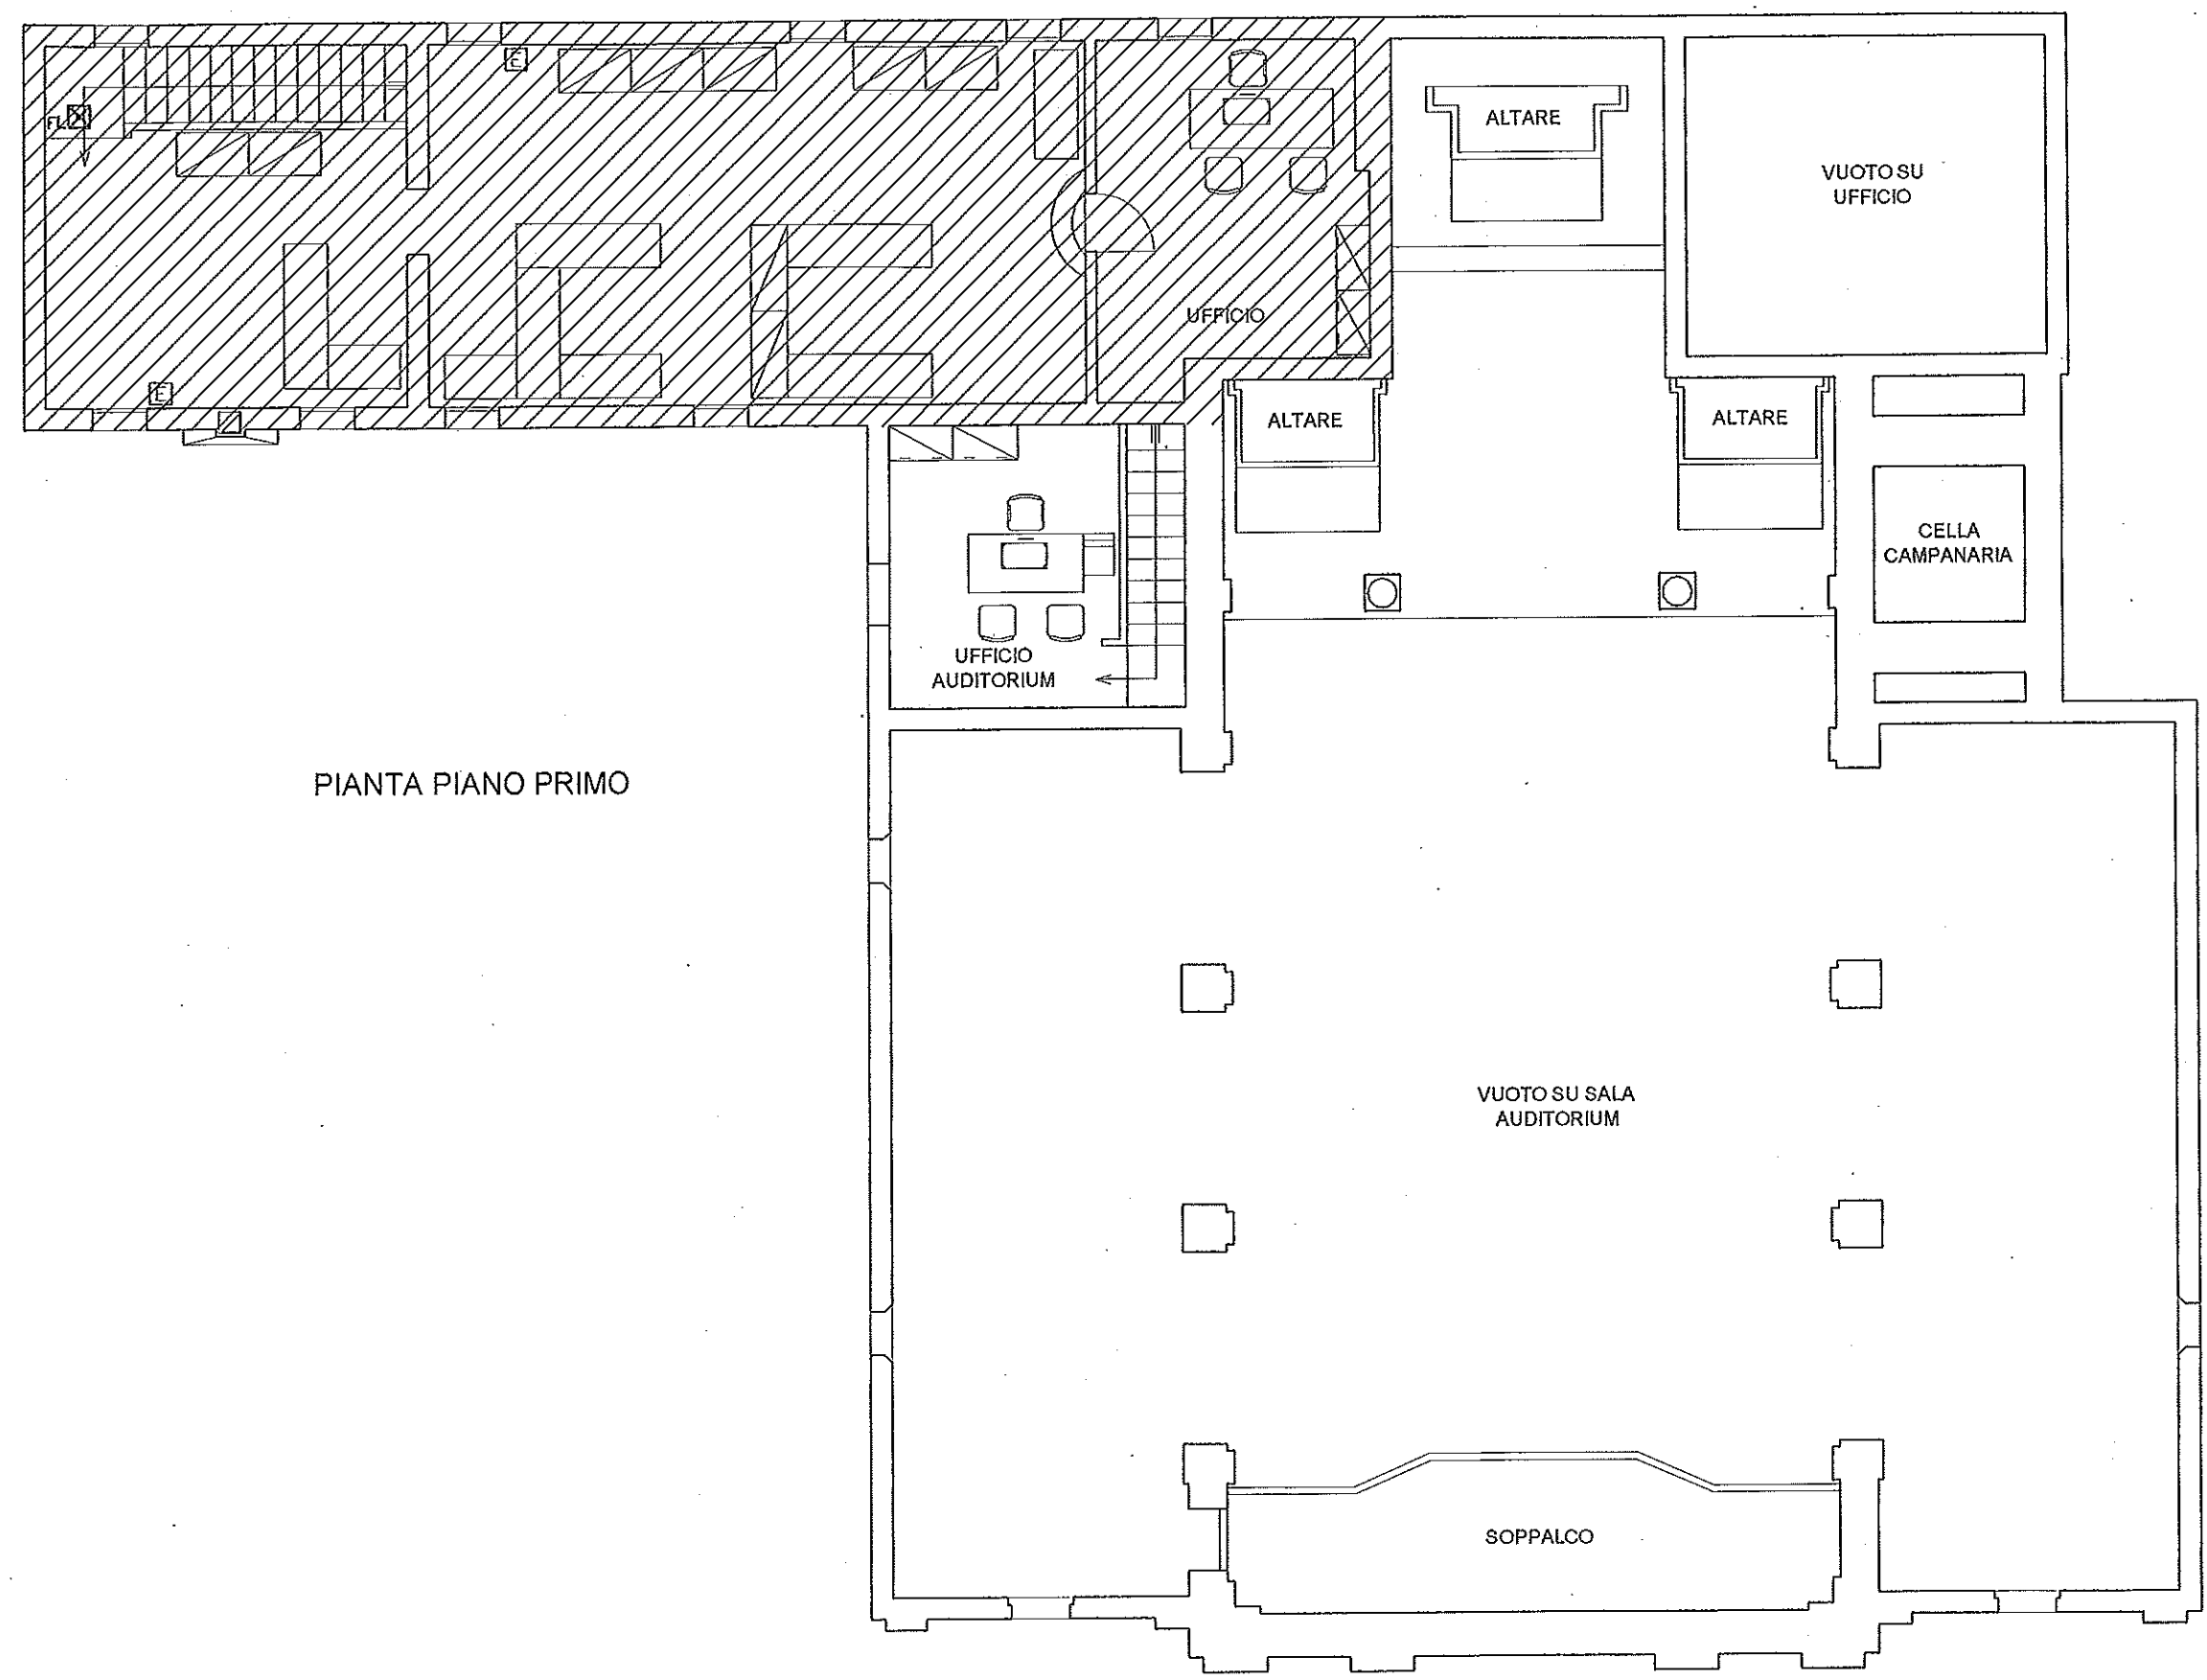 E
FL
ALTARE
VUOTO SU
UFFICIO
UFFICIO
E
ALTARE
ALTARE
CELLA
CAMPANARIA
UFFICIO
AUDITORIUM
PIANTA PIANO PRIMO
VUOTO SU SALA
AUDITORIUM
SOPPALCO